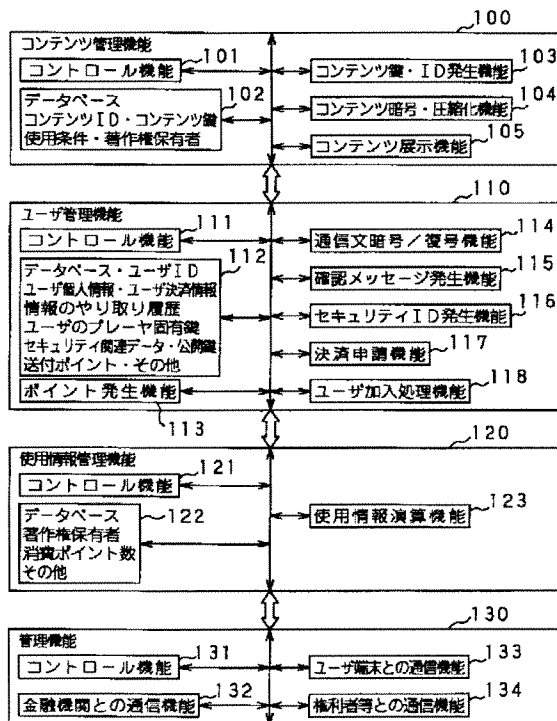 100
コンテンツ管理機能
101
コントロール機能
103
コンテンツ鍵・ID発生機能
102
データベース
コンテンツID・コンテンツ鍵
使用条件・著作権保有者
104
コンテンツ暗号・圧縮化機能
105
コンテンツ展示機能
110
ユーザ管理機能
111
コントロール機能
114
通信文暗号/復号機能
112
データベース・ユーザID
ユーザ個人情報・ユーザ決済情報
情報のやり取り履歴
ユーザのプレーヤ固有鍵
セキュリティ関連データ・公開鍵
送付ポイント・その他
115
確認メッセージ発生機能
116
セキュリティID発生機能
117
決済申請機能
ポイント発生機能
113
118
ユーザ加入処理機能
120
使用情報管理機能
121
コントロール機能
122
データベース
著作権保有者
消費ポイント数
その他
123
使用情報演算機能
130
管理機能
131
コントロール機能
133
ユーザ端末との通信機能
132
金融機関との通信機能
134
権利者等との通信機能